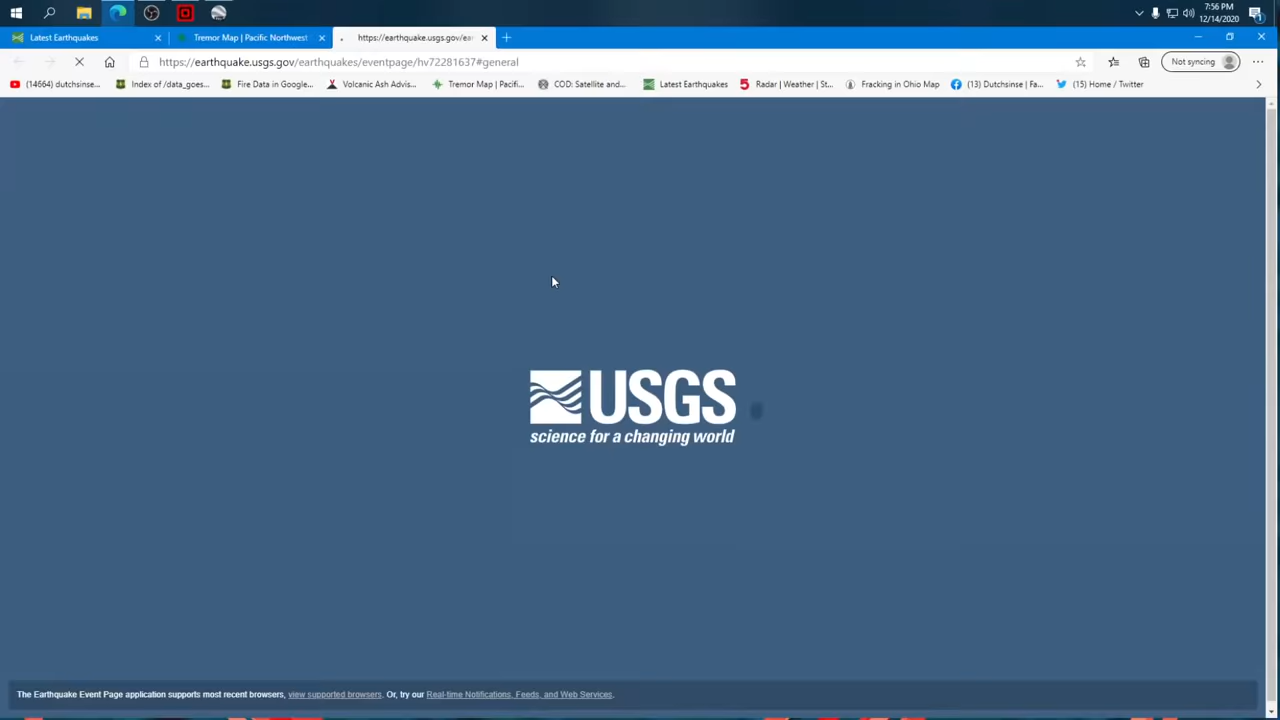 7:56 PM
12/14/2020
1
Latest Earthquakes
Tremor Map | Pacific Northwest
https://earthquake.usgs.gov/ea
https://earthquake.usgs.gov/earthquakes/eventpage/hv72281637#general
Not syncing
(14664) dutchsinse...
Index of /data_goes...
Fire Data in Google...
Volcanic Ash Advis...
Tremor Map | Pacifi...
COD: Satellite and...
Latest Earthquakes
5
Radar | Weather | St...
Fracking in Ohio Map
(13) Dutchsinse | Fa...
(15) Home / Twitter
USGS
science for a changing world
The Earthquake Event Page application supports most recent browsers, view supported browsers. Or, try our Real-time Notifications, Feeds, and Web Services.